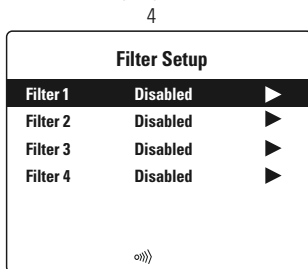 4
Filter Setup
Filter 1 Disabled ▶
Filter 2 Disabled ▶
Filter 3 Disabled ▶
Filter 4 Disabled ▶